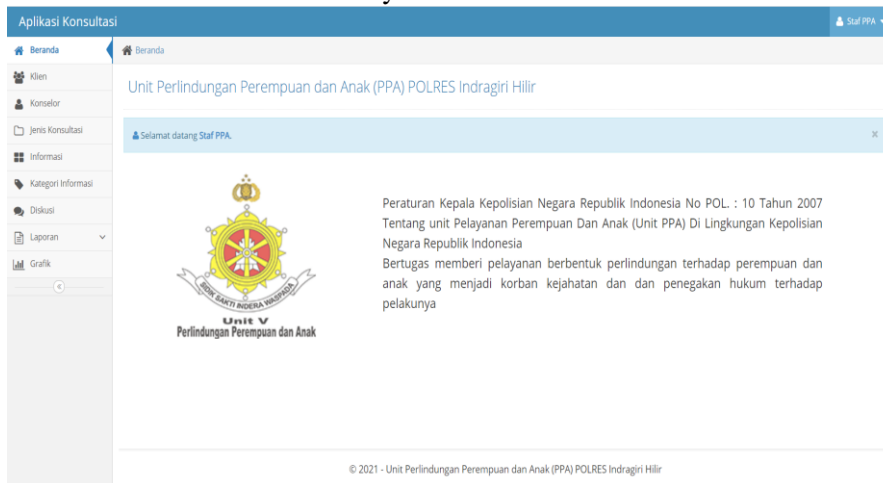 Aplikasi Konsultasi
Staf PPA
Beranda
Beranda
Klien
Konselor
Jenis Konsultasi
Informasi
Kategori Informasi
Diskusi
Laporan
Grafik
Unit Perlindungan Perempuan dan Anak (PPA) POLRES Indragiri Hilir
Selamat datang Staf PPA.
x
SIDIK SAKTI INDERA WASPADA
Unit V
Perlindungan Perempuan dan Anak
Peraturan Kepala Kepolisian Negara Republik Indonesia No POL. : 10 Tahun 2007
Tentang unit Pelayanan Perempuan Dan Anak (Unit PPA) Di Lingkungan Kepolisian
Negara Republik Indonesia
Bertugas memberi pelayanan berbentuk perlindungan terhadap perempuan dan
anak yang menjadi korban kejahatan dan dan penegakan hukum terhadap
pelakunya
© 2021 - Unit Perlindungan Perempuan dan Anak (PPA) POLRES Indragiri Hilir